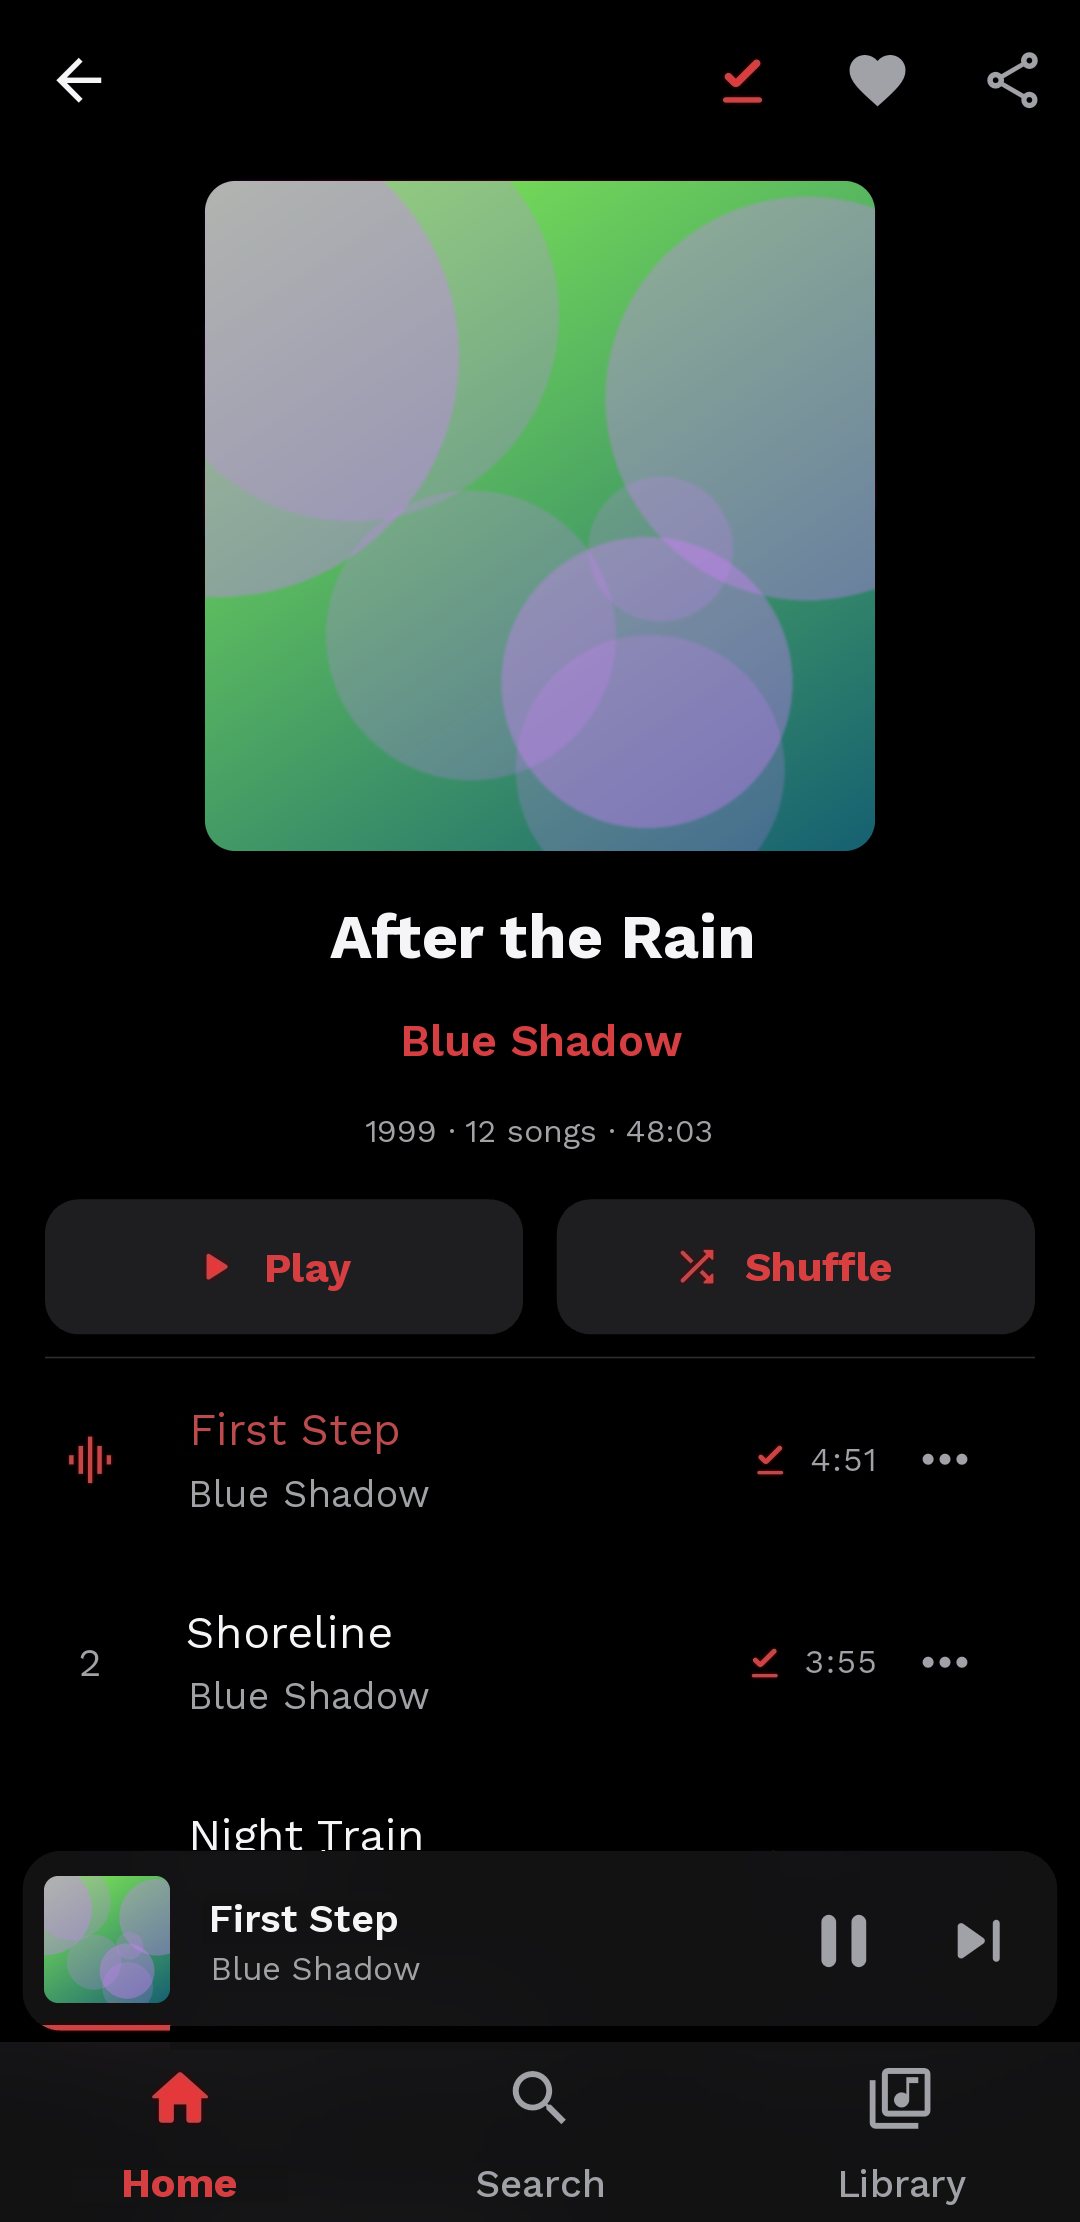 After the Rain
Blue Shadow
1999 · 12 songs · 48:03
Play
Shuffle
First Step
Blue Shadow
4:51
2
Shoreline
Blue Shadow
3:55
Night Train
First Step
Blue Shadow
Home
Search
Library